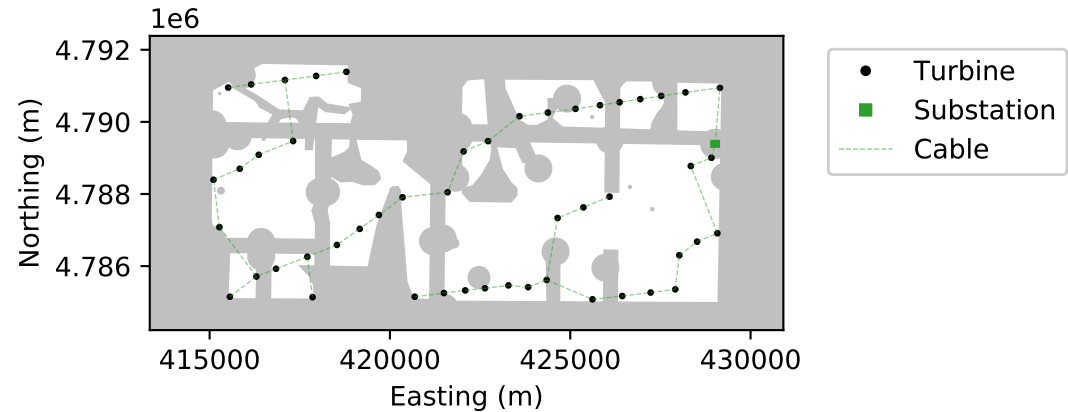 1e6
4.792
4.790
4.788
4.786
Northing (m)
415000 420000 425000 430000
Easting (m)
Turbine
Substation
Cable